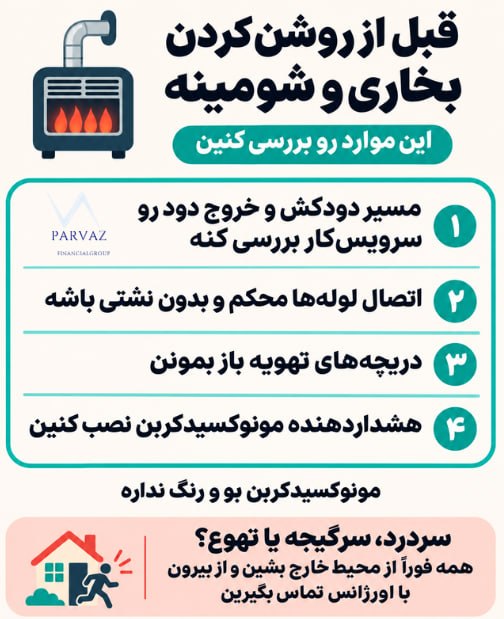 قبل از روشن‌کردن
بخاری و شومینه
این موارد رو بررسی کنین
۱
مسیر دودکش و خروج دود رو
سرویس‌کار بررسی کنه
PARVAZ
FINANCIALGROUP
۲
اتصال لوله‌ها محکم و بدون نشتی باشه
۳
دریچه‌های تهویه باز بمونن
۴
هشداردهنده مونوکسیدکربن نصب کنین
مونوکسیدکربن بو و رنگ نداره
سردرد، سرگیجه یا تهوع؟
همه فوراً از محیط خارج بشین و از بیرون
با اورژانس تماس بگیرین